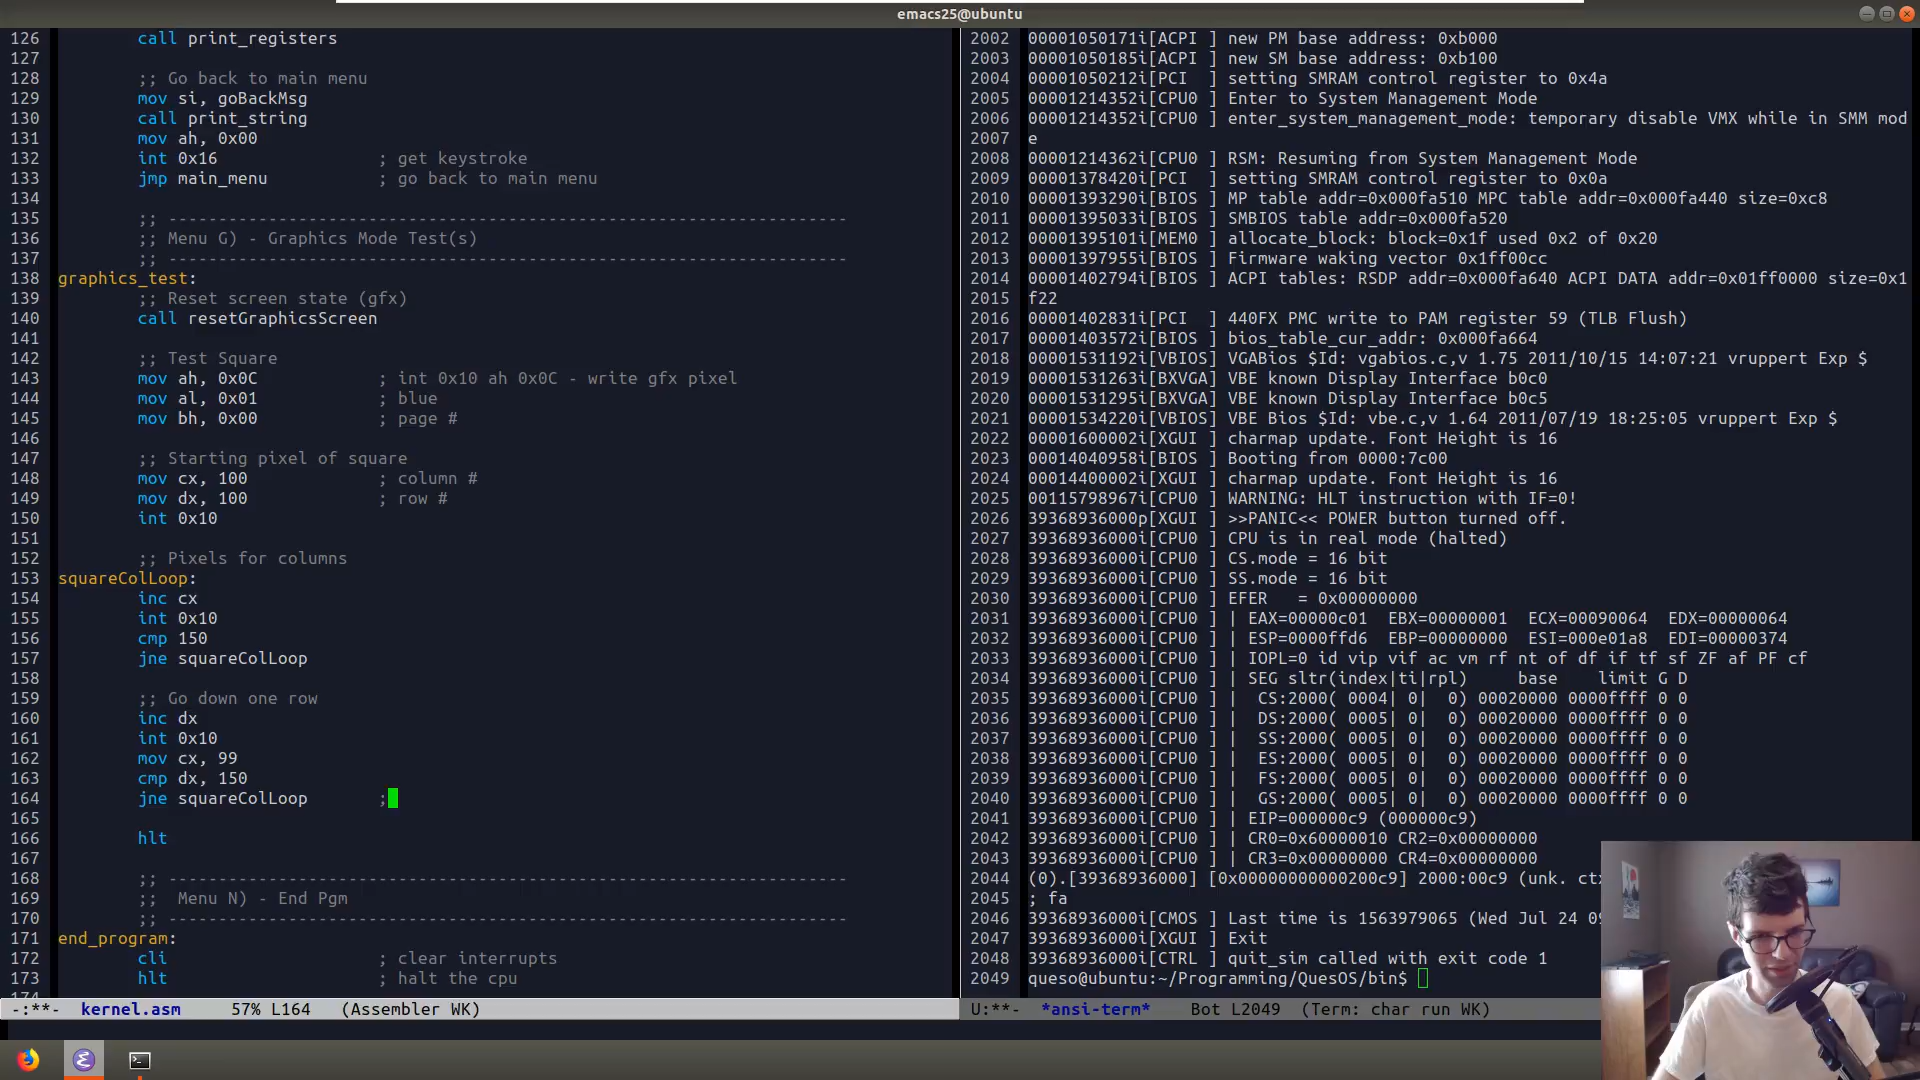 emacs25@ubuntu
126 call print_registers
127
128 ;; Go back to main menu
129 mov si, goBackMsg
130 call print_string
131 mov ah, 0x00
132 int 0x16 ; get keystroke
133 jmp main_menu ; go back to main menu
134
135 ;; --------------------------------------------------------------------
136 ;; Menu G) - Graphics Mode Test(s)
137 ;; --------------------------------------------------------------------
138 graphics_test:
139 ;; Reset screen state (gfx)
140 call resetGraphicsScreen
141
142 ;; Test Square
143 mov ah, 0x0C ; int 0x10 ah 0x0C - write gfx pixel
144 mov al, 0x01 ; blue
145 mov bh, 0x00 ; page #
146
147 ;; Starting pixel of square
148 mov cx, 100 ; column #
149 mov dx, 100 ; row #
150 int 0x10
151
152 ;; Pixels for columns
153 squareColLoop:
154 inc cx
155 int 0x10
156 cmp 150
157 jne squareColLoop
158
159 ;; Go down one row
160 inc dx
161 int 0x10
162 mov cx, 99
163 cmp dx, 150
164 jne squareColLoop ;
165
166 hlt
167
168 ;; --------------------------------------------------------------------
169 ;;  Menu N) - End Pgm
170 ;; --------------------------------------------------------------------
171 end_program:
172 cli ; clear interrupts
173 hlt ; halt the cpu
-:**-  kernel.asm  57% L164  (Assembler WK)
2002 00001050171i[ACPI ] new PM base address: 0xb000
2003 00001050185i[ACPI ] new SM base address: 0xb100
2004 00001050212i[PCI  ] setting SMRAM control register to 0x4a
2005 00001214352i[CPU0 ] Enter to System Management Mode
2006 00001214352i[CPU0 ] enter_system_management_mode: temporary disable VMX while in SMM mod
2007 e
2008 00001214362i[CPU0 ] RSM: Resuming from System Management Mode
2009 00001378420i[PCI  ] setting SMRAM control register to 0x0a
2010 00001393290i[BIOS ] MP table addr=0x000fa510 MPC table addr=0x000fa440 size=0xc8
2011 00001395033i[BIOS ] SMBIOS table addr=0x000fa520
2012 00001395101i[MEM0 ] allocate_block: block=0x1f used 0x2 of 0x20
2013 00001397955i[BIOS ] Firmware waking vector 0x1ff00cc
2014 00001402794i[BIOS ] ACPI tables: RSDP addr=0x000fa640 ACPI DATA addr=0x01ff0000 size=0x1
2015 f22
2016 00001402831i[PCI  ] 440FX PMC write to PAM register 59 (TLB Flush)
2017 00001403572i[BIOS ] bios_table_cur_addr: 0x000fa664
2018 00001531192i[VBIOS] VGABios $Id: vgabios.c,v 1.75 2011/10/15 14:07:21 vruppert Exp $
2019 00001531263i[BXVGA] VBE known Display Interface b0c0
2020 00001531295i[BXVGA] VBE known Display Interface b0c5
2021 00001534220i[VBIOS] VBE Bios $Id: vbe.c,v 1.64 2011/07/19 18:25:05 vruppert Exp $
2022 00001600002i[XGUI ] charmap update. Font Height is 16
2023 00014040958i[BIOS ] Booting from 0000:7c00
2024 00014400002i[XGUI ] charmap update. Font Height is 16
2025 00115798967i[CPU0 ] WARNING: HLT instruction with IF=0!
2026 39368936000p[XGUI ] >>PANIC<< POWER button turned off.
2027 39368936000i[CPU0 ] CPU is in real mode (halted)
2028 39368936000i[CPU0 ] CS.mode = 16 bit
2029 39368936000i[CPU0 ] SS.mode = 16 bit
2030 39368936000i[CPU0 ] EFER   = 0x00000000
2031 39368936000i[CPU0 ] | EAX=00000c01  EBX=00000001  ECX=00090064  EDX=00000064
2032 39368936000i[CPU0 ] | ESP=0000ffd6  EBP=00000000  ESI=000e01a8  EDI=00000374
2033 39368936000i[CPU0 ] | IOPL=0 id vip vif ac vm rf nt of df if tf sf ZF af PF cf
2034 39368936000i[CPU0 ] | SEG sltr(index|ti|rpl)     base    limit G D
2035 39368936000i[CPU0 ] |  CS:2000( 0004| 0|  0) 00020000 0000ffff 0 0
2036 39368936000i[CPU0 ] |  DS:2000( 0005| 0|  0) 00020000 0000ffff 0 0
2037 39368936000i[CPU0 ] |  SS:2000( 0005| 0|  0) 00020000 0000ffff 0 0
2038 39368936000i[CPU0 ] |  ES:2000( 0005| 0|  0) 00020000 0000ffff 0 0
2039 39368936000i[CPU0 ] |  FS:2000( 0005| 0|  0) 00020000 0000ffff 0 0
2040 39368936000i[CPU0 ] |  GS:2000( 0005| 0|  0) 00020000 0000ffff 0 0
2041 39368936000i[CPU0 ] | EIP=000000c9 (000000c9)
2042 39368936000i[CPU0 ] | CR0=0x60000010 CR2=0x00000000
2043 39368936000i[CPU0 ] | CR3=0x00000000 CR4=0x00000000
2044 (0).[39368936000] [0x00000000000200c9] 2000:00c9 (unk. ctx
2045 ; fa
2046 39368936000i[CMOS ] Last time is 1563979065 (Wed Jul 24 09
2047 39368936000i[XGUI ] Exit
2048 39368936000i[CTRL ] quit_sim called with exit code 1
2049 queso@ubuntu:~/Programming/QuesOS/bin$
U:**-  *ansi-term*  Bot L2049  (Term: char run WK)